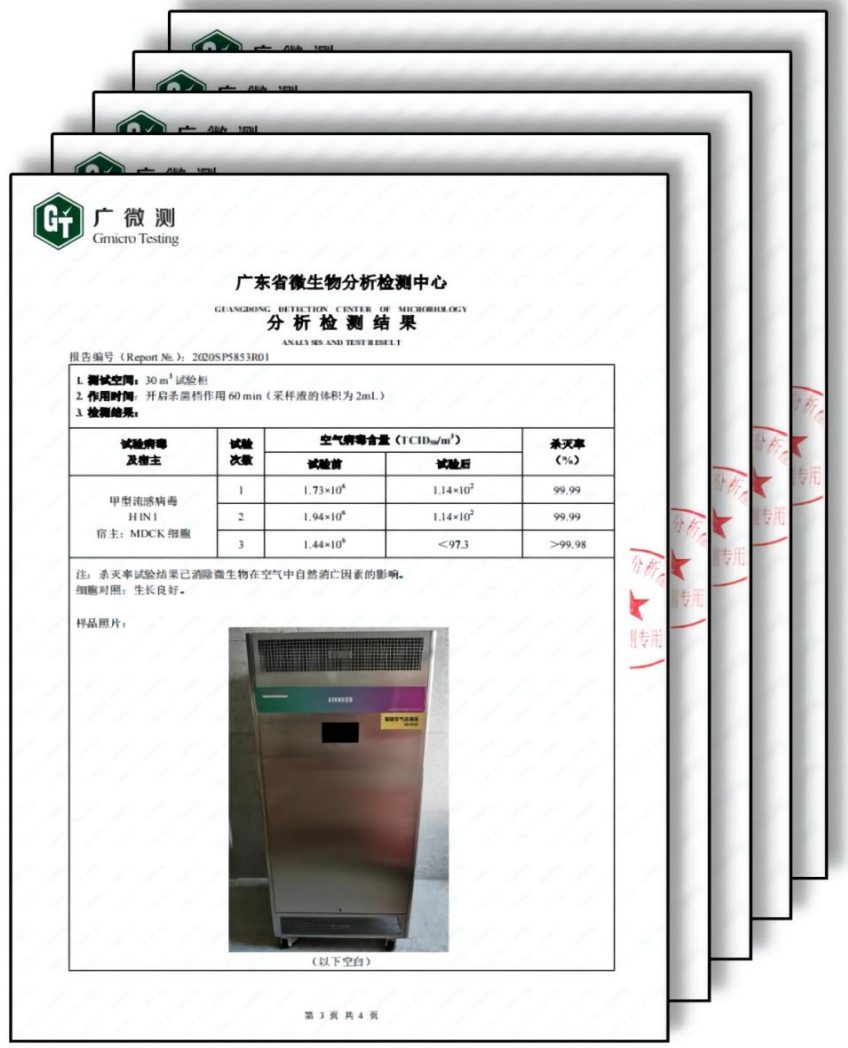 广微测
Gmicro Testing
广东省微生物分析检测中心
GUANGDONG DETECTION CENTER OF MICROBIOLOGY
分析检测结果
ANALYSIS AND TEST RESULT
报告编号（Report №.）：2020SP5853R01
1. 测试空间：30 m³ 试验柜
2. 作用时间：开启杀菌档作用 60 min（采样液的体积为 2mL）
3. 检测结果：
试验病毒及宿主 试验次数 空气病毒含量（TCID₅₀/m³） 杀灭率（%）
试验前 试验后
甲型流感病毒 H1N1 宿主：MDCK 细胞
1 1.73×10⁶ 1.14×10² 99.99
2 1.94×10⁶ 1.14×10² 99.99
3 1.44×10⁶ ＜97.3 ＞99.98
注：杀灭率试验结果已消除微生物在空气中自然消亡因素的影响。
细胞对照：生长良好。
样品照片：
（以下空白）
第 3 页 共 4 页